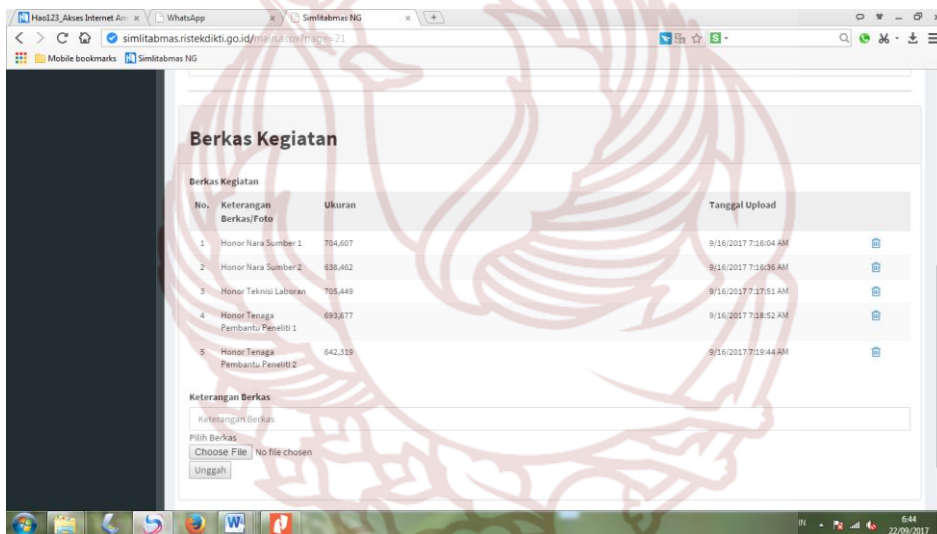 Hao123_Akses Internet Am
WhatsApp
Simlitabmas NG
simlitabmas.ristekdikti.go.id/main.aspx?page=21
Mobile bookmarks
Simlitabmas NG
Berkas Kegiatan
Berkas Kegiatan
No. Keterangan Berkas/Foto Ukuran Tanggal Upload
1 Honor Nara Sumber 1 704,607 9/16/2017 7:16:04 AM
2 Honor Nara Sumber 2 638,462 9/16/2017 7:16:36 AM
3 Honor Teknisi Laboran 705,449 9/16/2017 7:17:51 AM
4 Honor Tenaga 693,677 9/16/2017 7:18:52 AM
Pembantu Peneliti 1
5 Honor Tenaga 642,319 9/16/2017 7:19:44 AM
Pembantu Peneliti 2
Keterangan Berkas
Keterangan Berkas
Pilih Berkas
Choose File No file chosen
Unggah
IN
6:44
22/09/2017